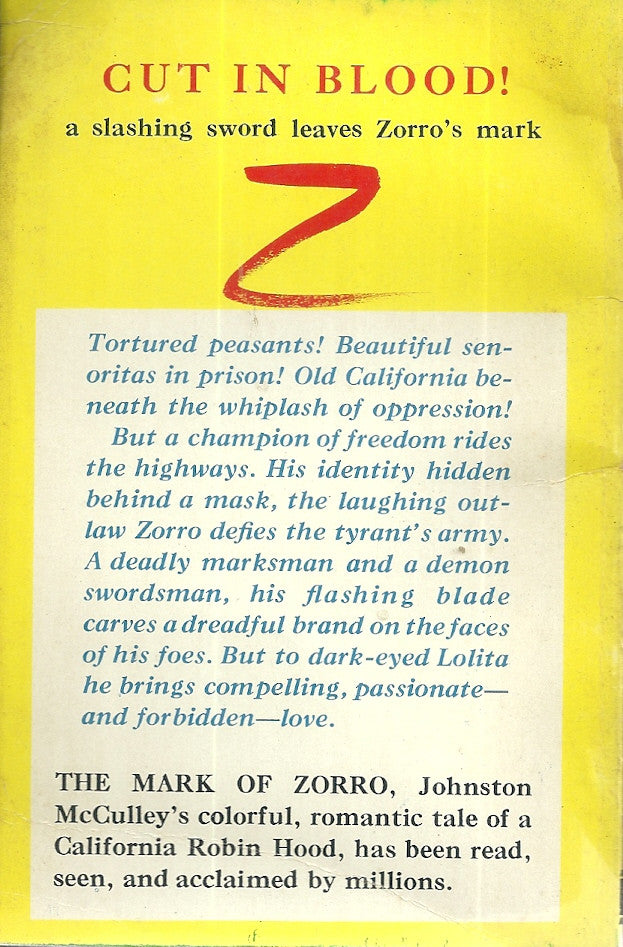 CUT IN BLOOD!
a slashing sword leaves Zorro's mark
Z
Tortured peasants! Beautiful sen-
oritas in prison! Old California be-
neath the whiplash of oppression!
But a champion of freedom rides
the highways. His identity hidden
behind a mask, the laughing out-
law Zorro defies the tyrant's army.
A deadly marksman and a demon
swordsman, his flashing blade
carves a dreadful brand on the faces
of his foes. But to dark-eyed Lolita
he brings compelling, passionate—
and forbidden—love.
THE MARK OF ZORRO, Johnston
McCulley's colorful, romantic tale of a
California Robin Hood, has been read,
seen, and acclaimed by millions.